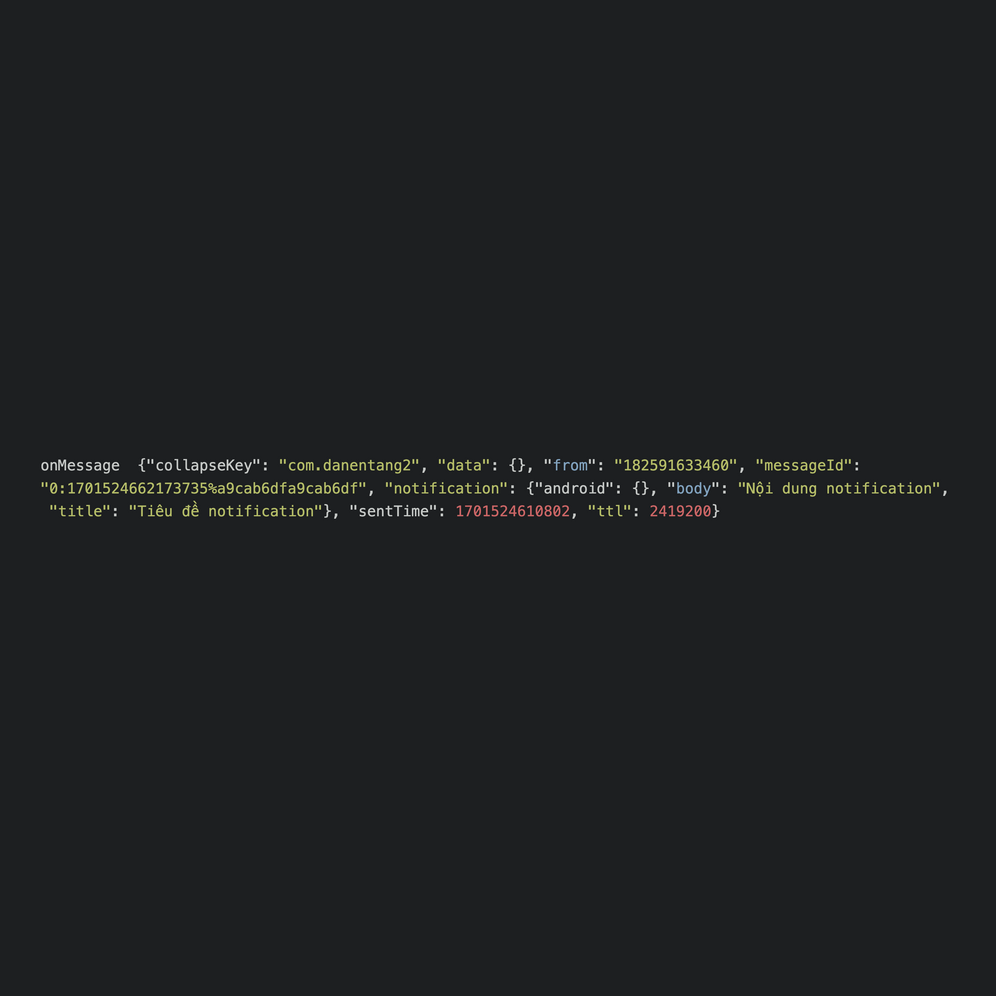 onMessage  {"collapseKey": "com.danentang2", "data": {}, "from": "182591633460", "messageId":
"0:1701524662173735%a9cab6dfa9cab6df", "notification": {"android": {}, "body": "Nội dung notification",
"title": "Tiêu đề notification"}, "sentTime": 1701524610802, "ttl": 2419200}